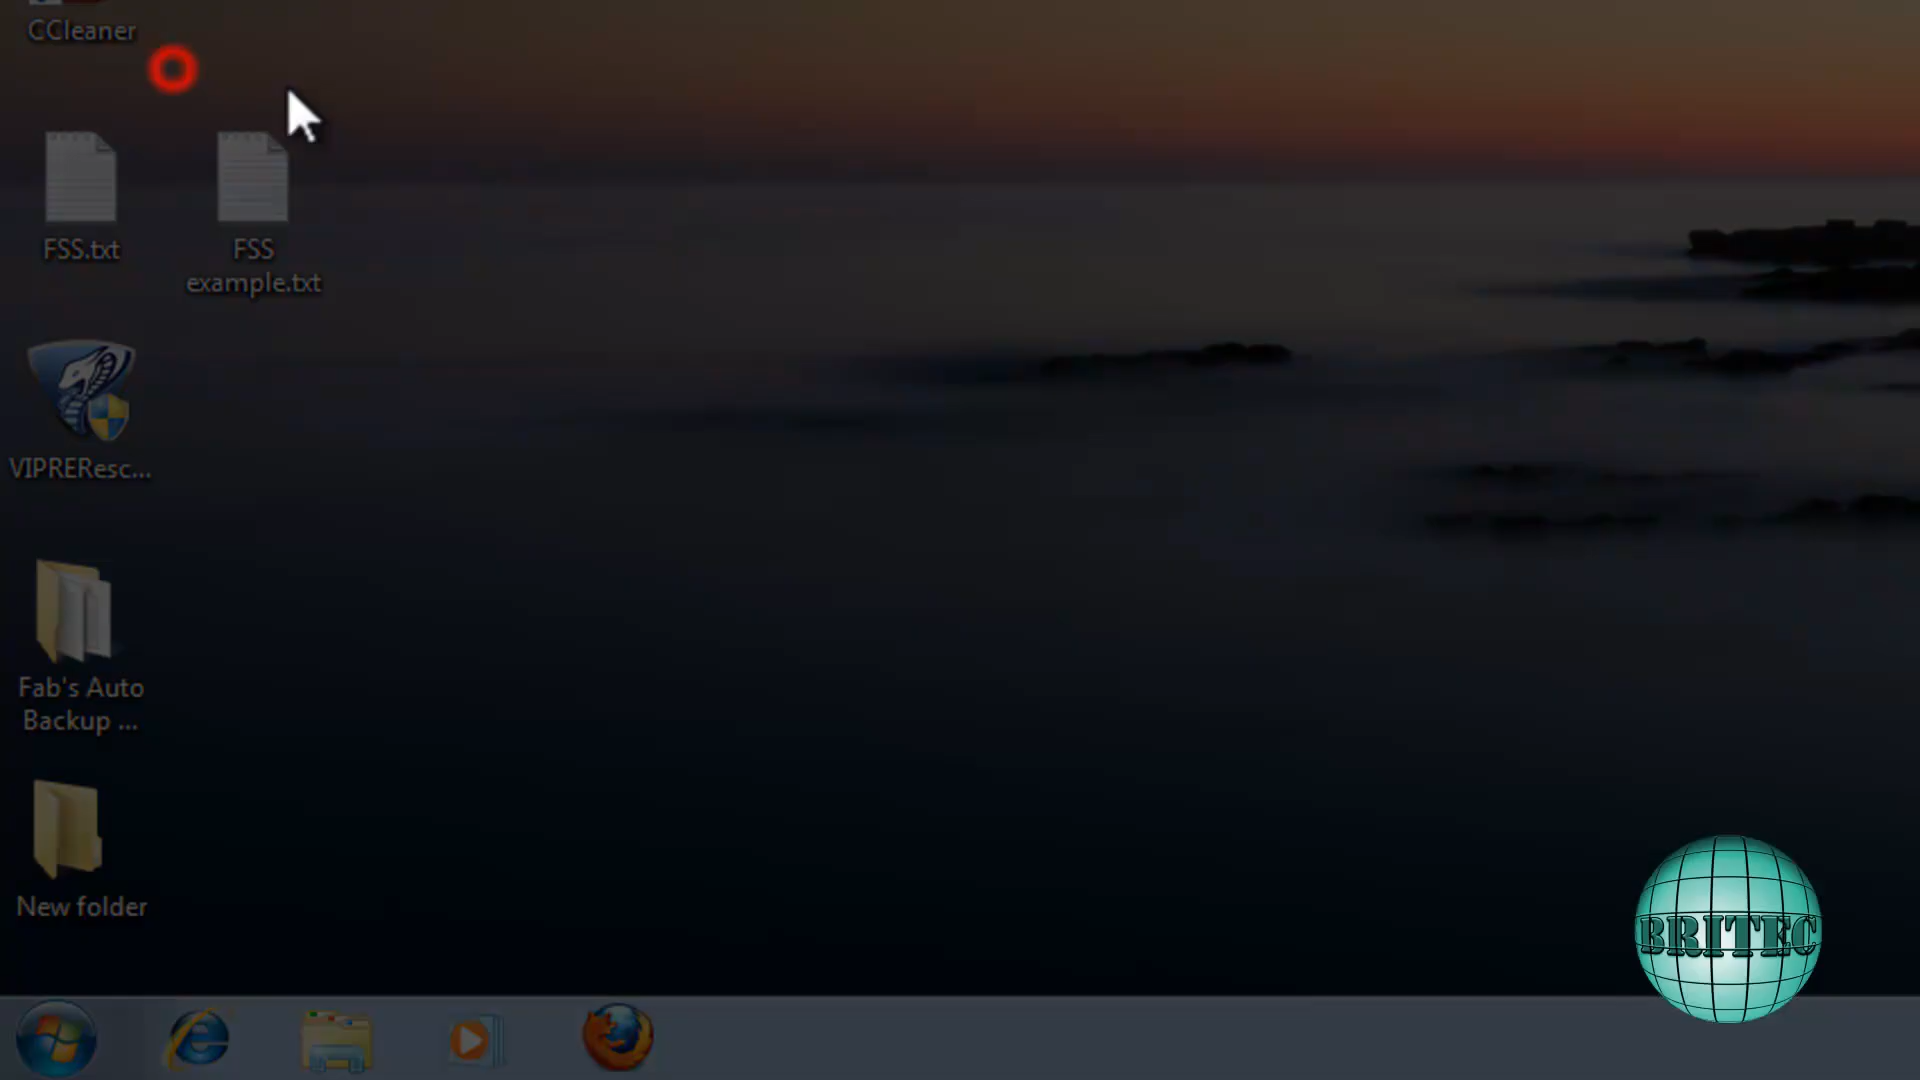 CCleaner
FSS.txt
FSS
example.txt
VIPREResc...
Fab's Auto
Backup ...
New folder
BRITEC